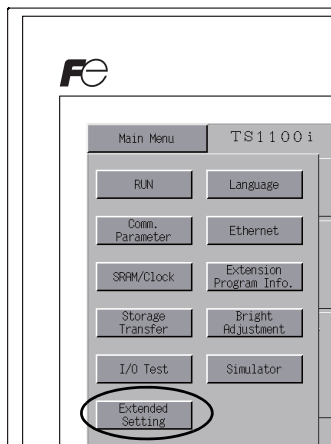 Fe
Main Menu
TS1100i
RUN
Language
Comm.
Parameter
Ethernet
SRAM/Clock
Extension
Program Info.
Storage
Transfer
Bright
Adjustment
I/O Test
Simulator
Extended
Setting